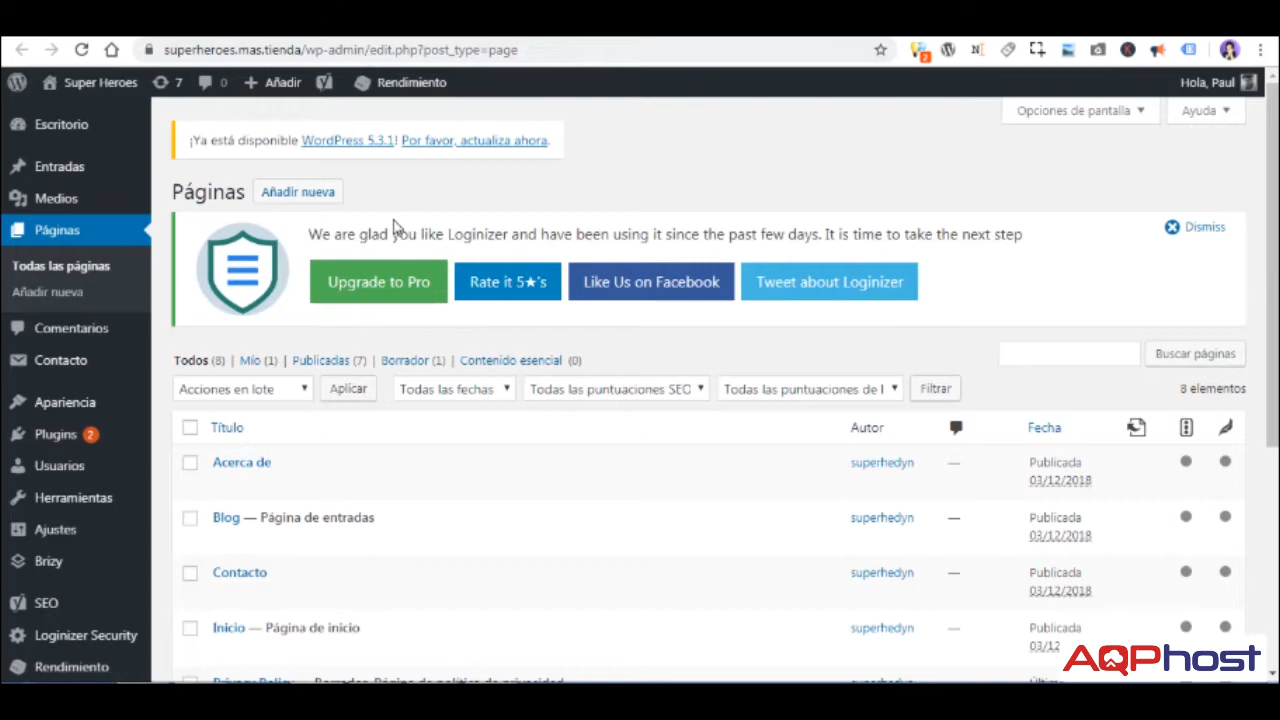 superheroes.mas.tienda/wp-admin/edit.php?post_type=page
2
Super Heroes 7 0 Añadir Rendimiento Hola, Paul
Opciones de pantalla Ayuda
¡Ya está disponible WordPress 5.3.1! Por favor, actualiza ahora.
Escritorio
Entradas
Medios
Páginas
Todas las páginas
Añadir nueva
Comentarios
Contacto
Apariencia
Plugins 2
Usuarios
Herramientas
Ajustes
Brizy
SEO
Loginizer Security
Rendimiento
Páginas Añadir nueva
We are glad you like Loginizer and have been using it since the past few days. It is time to take the next step
Dismiss
Upgrade to Pro Rate it 5★'s Like Us on Facebook Tweet about Loginizer
Todos (8) | Mío (1) | Publicadas (7) | Borrador (1) | Contenido esencial (0)
Buscar páginas
Acciones en lote Aplicar Todas las fechas Todas las puntuaciones SEO Todas las puntuaciones de l Filtrar 8 elementos
Título Autor Fecha
Acerca de superhedyn — Publicada
03/12/2018
Blog — Página de entradas superhedyn — Publicada
03/12/2018
Contacto superhedyn — Publicada
03/12/2018
Inicio — Página de inicio superhedyn — Publicada
03/12
AQPhost